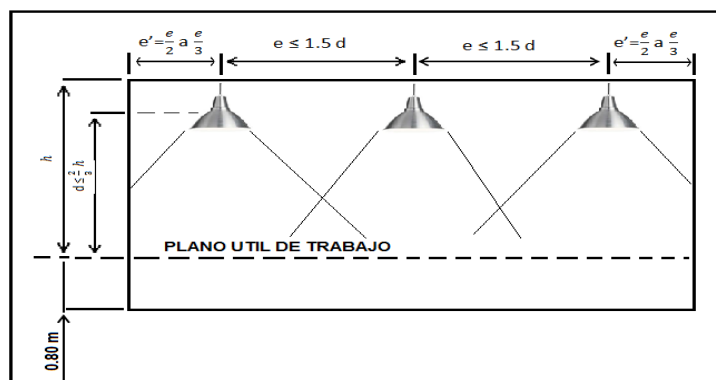 e'=e/2 a e/3
e ≤ 1.5 d
e ≤ 1.5 d
e'=e/2 a e/3
h
d≤2/3 h
PLANO UTIL DE TRABAJO
0.80 m